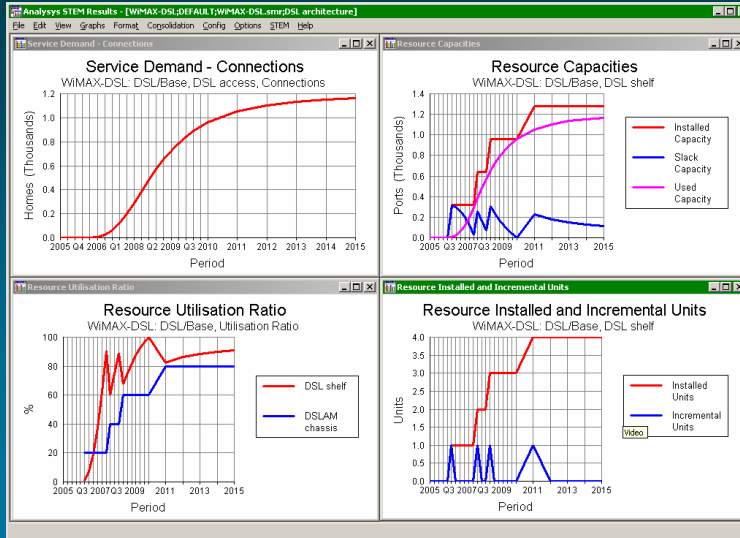 Analysys STEM Results - [WiMAX-DSL;DEFAULT;WiMAX-DSL.smr;DSL architecture]
File Edit View Graphs Format Consolidation Config Options STEM Help
Service Demand - Connections
Service Demand - Connections
WiMAX-DSL: DSL/Base, DSL access, Connections
Homes (Thousands)
1.2
1.0
0.8
0.6
0.4
0.2
0.0
2005 Q4 2006 Q1 2008 Q2 2009 Q3 2010 2011 2012 2013 2014 2015
Period
Resource Capacities
Resource Capacities
WiMAX-DSL: DSL/Base, DSL shelf
Ports (Thousands)
1.4
1.2
1.0
0.8
0.6
0.4
0.2
0.0
2005 Q3 2007Q3 2009 2011 2015
Period
Installed
Capacity
Slack
Capacity
Used
Capacity
Resource Utilisation Ratio
Resource Utilisation Ratio
WiMAX-DSL: DSL/Base, Utilisation Ratio
%
100
80
60
40
20
0
2005 Q3 2007Q3 2009 2011 2015
Period
DSL shelf
DSLAM
chassis
Resource Installed and Incremental Units
Resource Installed and Incremental Units
WiMAX-DSL: DSL/Base, DSL shelf
Units
4.0
3.5
3.0
2.5
2.0
1.5
1.0
0.5
0.0
2005 Q3 2007Q3 2009 2011 2015
Period
Installed
Units
Incremental
Units
Video